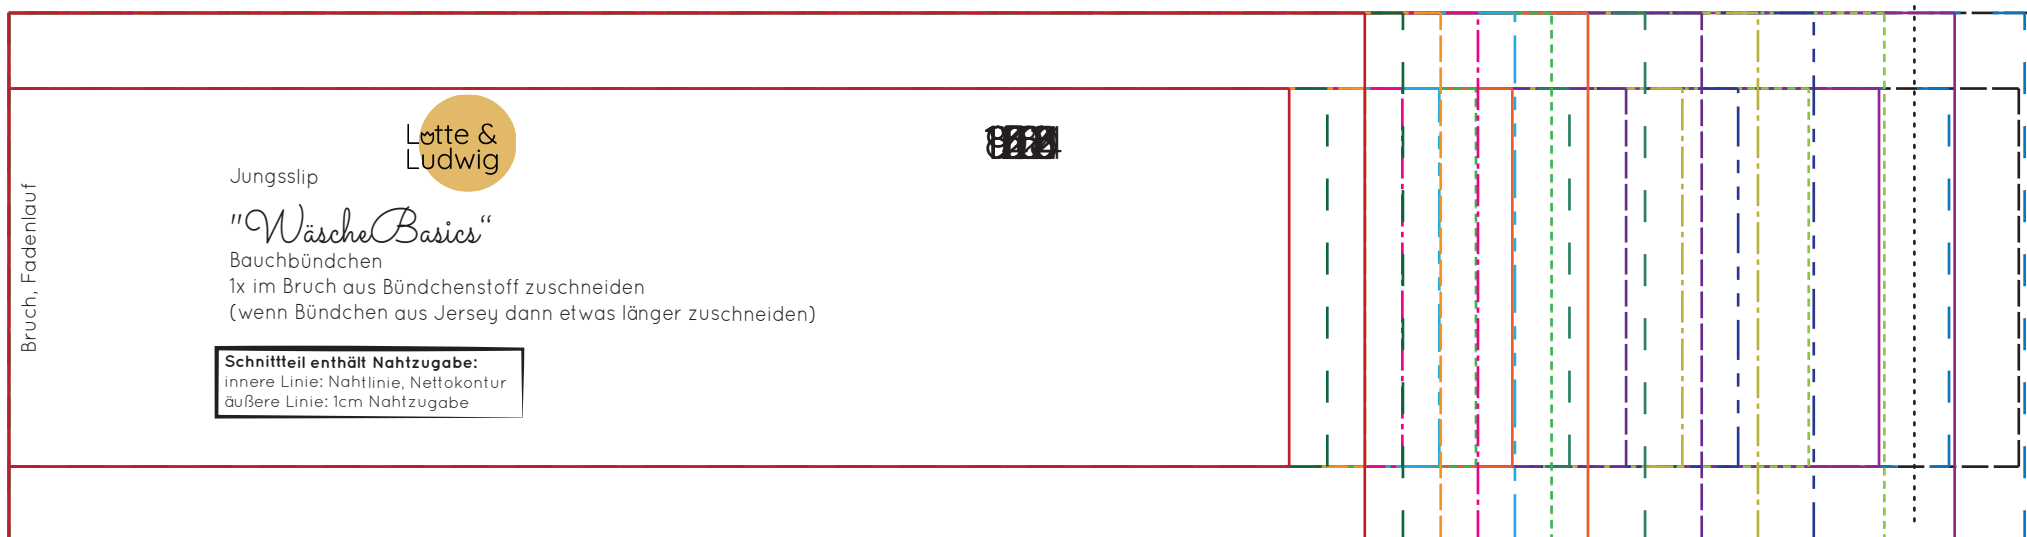 Lotte &
Ludwig
Jungsslip
"WäscheBasics“
Bauchbündchen
1x im Bruch aus Bündchenstoff zuschneiden
(wenn Bündchen aus Jersey dann etwas länger zuschneiden)
Schnittteil enthält Nahtzugabe:
innere Linie: Nahtlinie, Nettokontur
äußere Linie: 1cm Nahtzugabe
Bruch, Fadenlauf